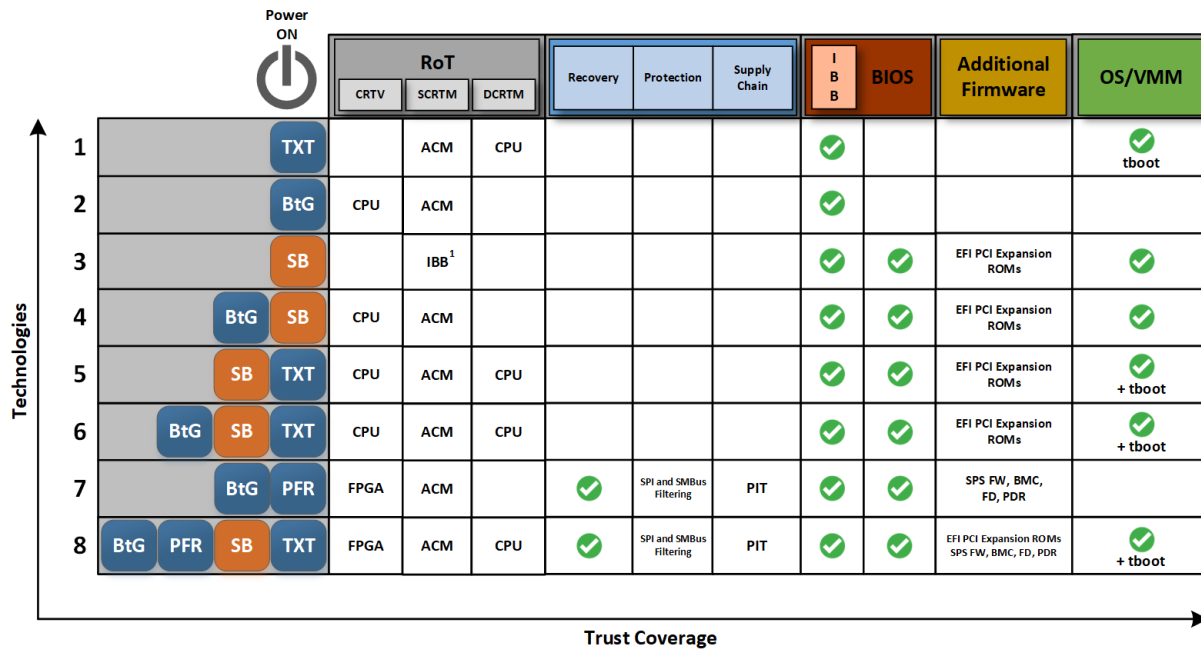 Power
ON
RoT
CRTV SCRTM DCRTM
Recovery Protection Supply
Chain
I
B
B
BIOS
Additional
Firmware
OS/VMM
Technologies
1 TXT ACM CPU
tboot
2 BtG CPU ACM
3 SB IBB1 EFI PCI Expansion
ROMs
4 BtG SB CPU ACM EFI PCI Expansion
ROMs
5 SB TXT CPU ACM CPU EFI PCI Expansion
ROMs
+ tboot
6 BtG SB TXT CPU ACM CPU EFI PCI Expansion
ROMs
+ tboot
7 BtG PFR FPGA ACM SPI and SMBus
Filtering
PIT
SPS FW, BMC,
FD, PDR
8 BtG PFR SB TXT FPGA ACM CPU SPI and SMBus
Filtering
PIT
EFI PCI Expansion ROMs
SPS FW, BMC, FD, PDR
+ tboot
Trust Coverage